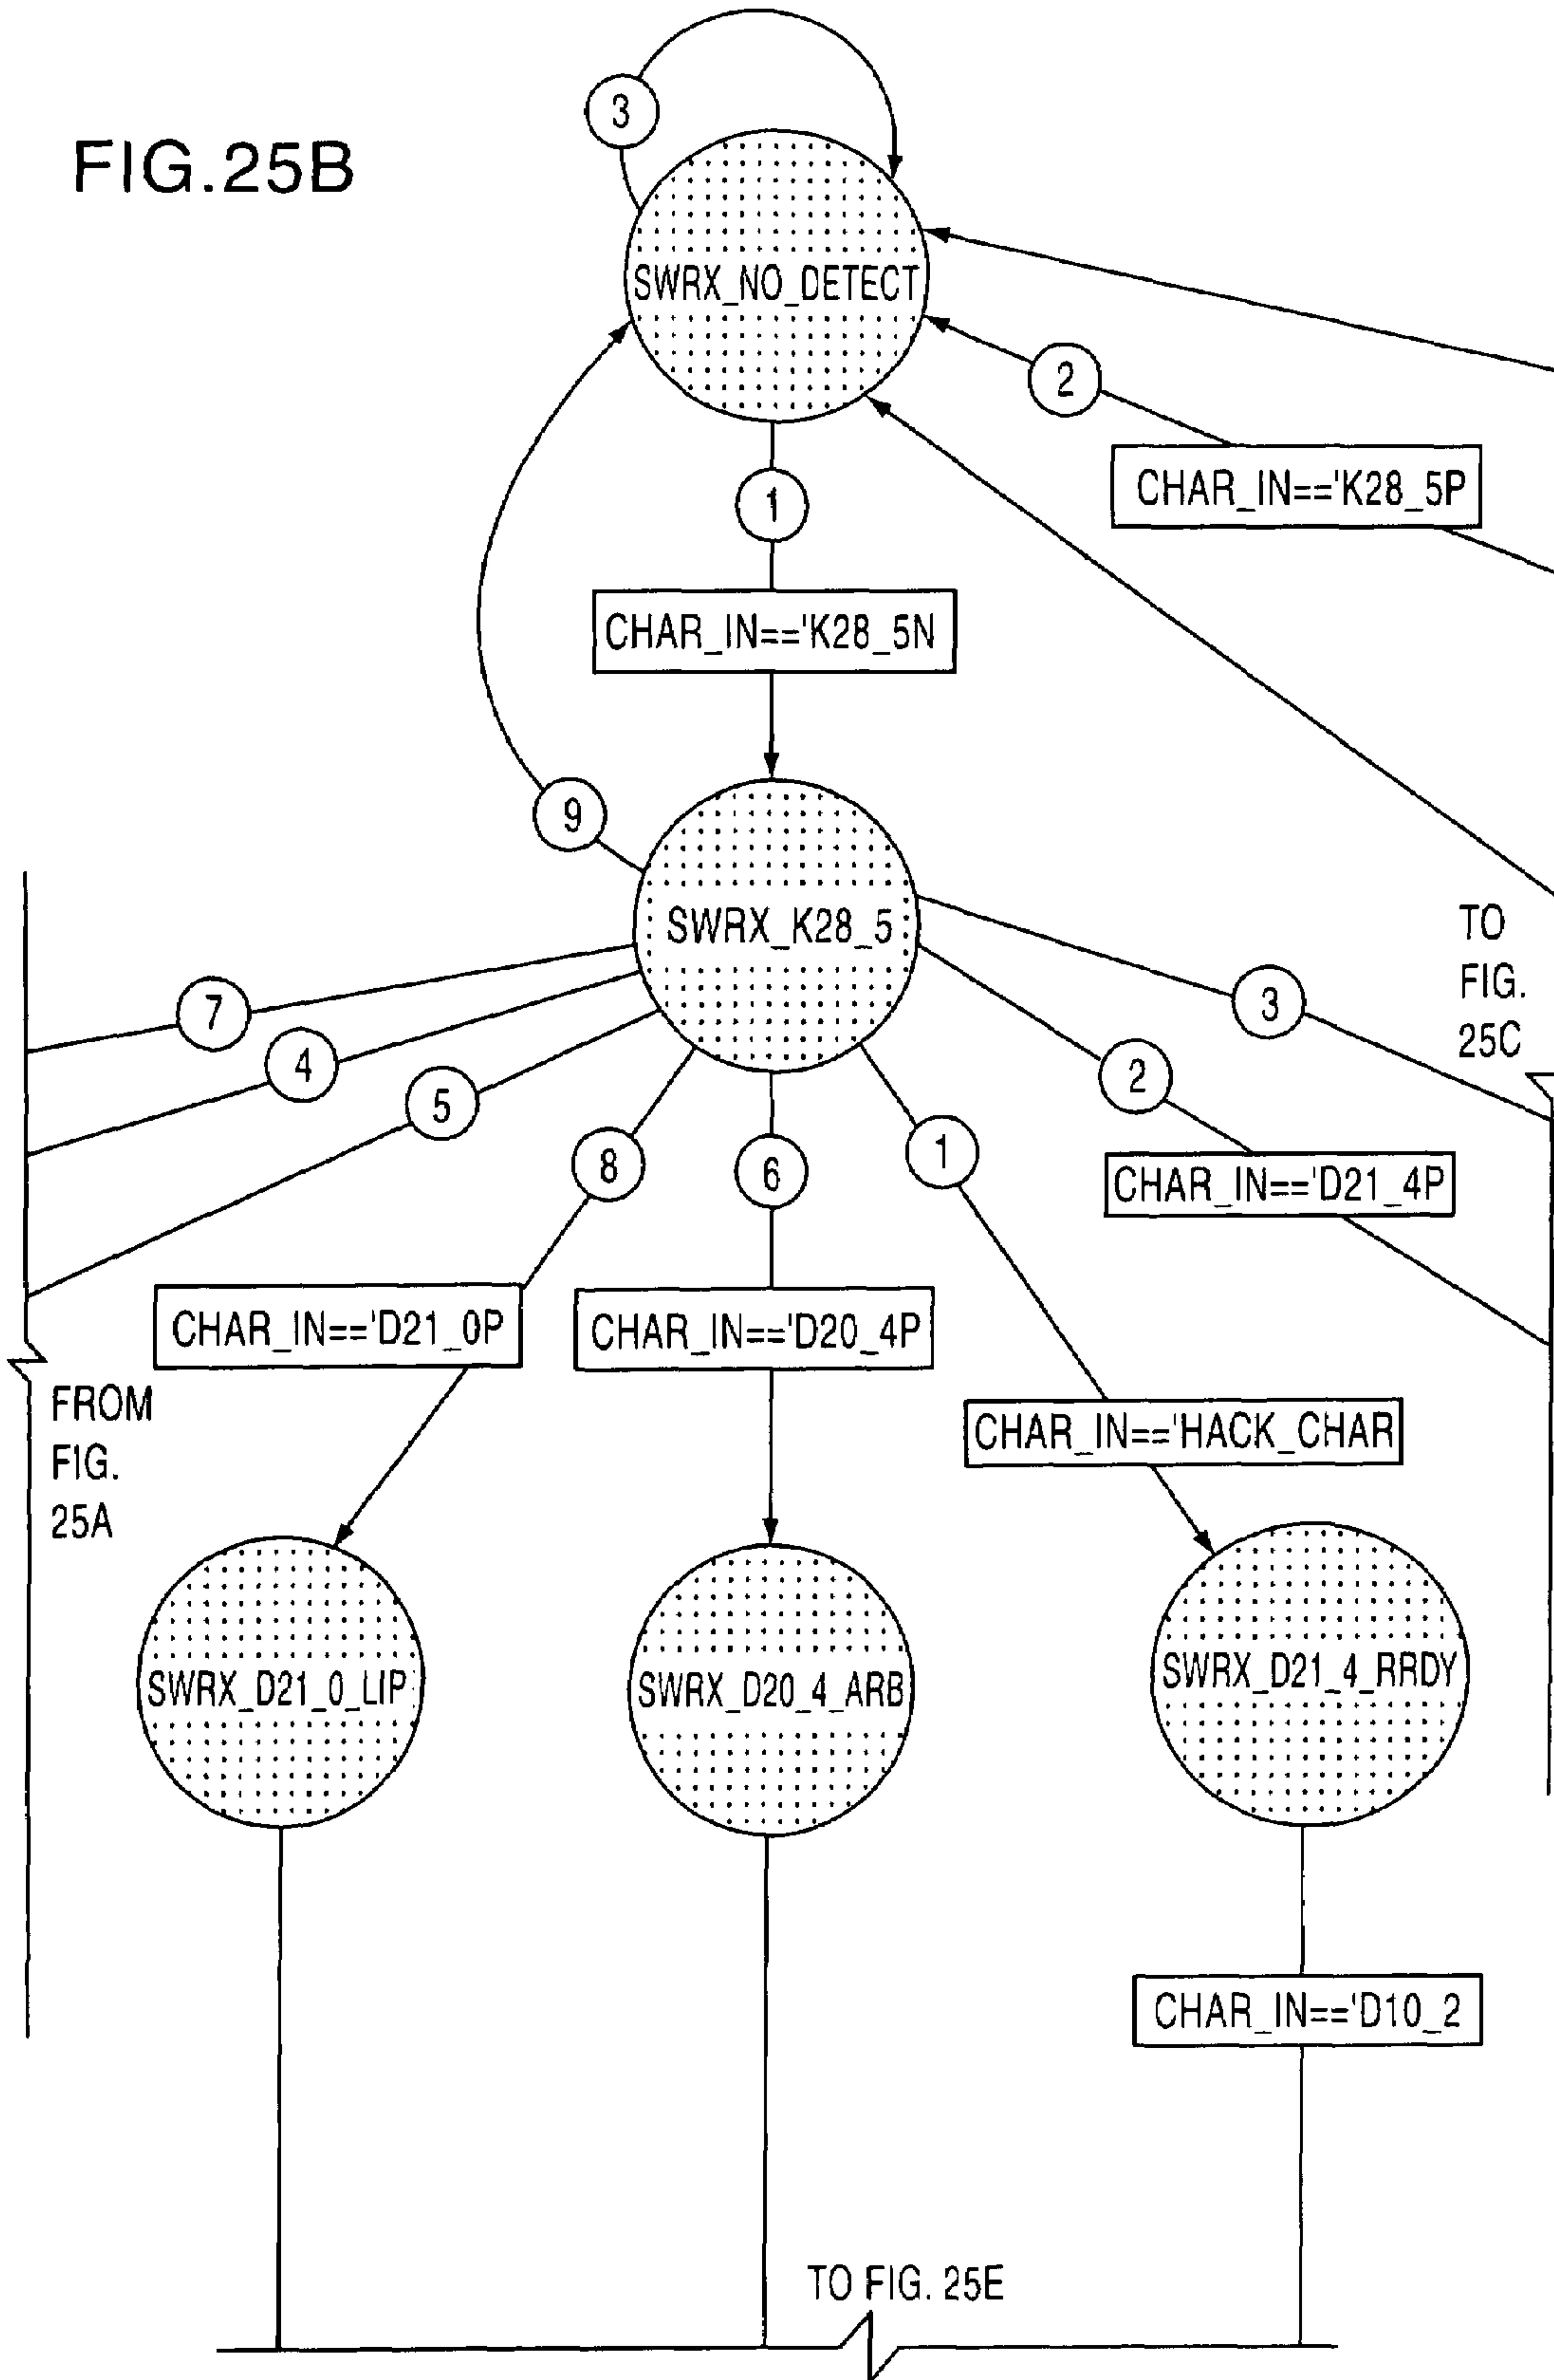 FIG.25B
3
SWRX_NO_DETECT
2
CHAR_IN=='K28_5P
1
CHAR_IN=='K28_5N
9
SWRX_K28_5
TO
FIG.
25C
7
4
5
8
6
1
2
3
CHAR_IN=='D21_4P
CHAR_IN=='D21_0P
CHAR_IN=='D20_4P
CHAR_IN=='HACK_CHAR
FROM
FIG.
25A
SWRX_D21_0_LIP
SWRX_D20_4_ARB
SWRX_D21_4_RRDY
CHAR_IN=='D10_2
TO FIG. 25E